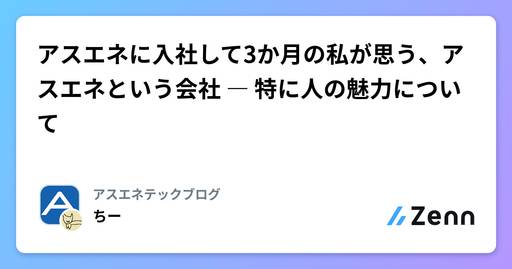 アスエネに入社して3か月の私が思う、ア
スエネという会社 ― 特に人の魅力につい
て
アスエネテックブログ
ちー
Zenn